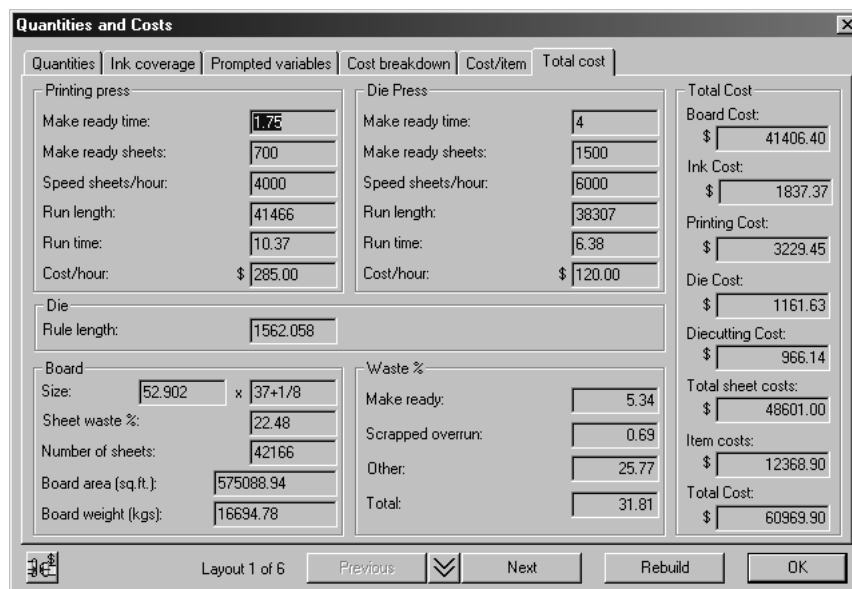 Quantities and Costs
Quantities Ink coverage Prompted variables Cost breakdown Cost/item Total cost
Printing press
Make ready time: 1.75
Make ready sheets: 700
Speed sheets/hour: 4000
Run length: 41466
Run time: 10.37
Cost/hour: $ 285.00
Die Press
Make ready time: 4
Make ready sheets: 1500
Speed sheets/hour: 6000
Run length: 38307
Run time: 6.38
Cost/hour: $ 120.00
Die
Rule length: 1562.058
Board
Size: 52.902 x 37+1/8
Sheet waste %: 22.48
Number of sheets: 42166
Board area (sq.ft.): 575088.94
Board weight (kgs): 16694.78
Waste %
Make ready: 5.34
Scrapped overrun: 0.69
Other: 25.77
Total: 31.81
Total Cost
Board Cost:
$ 41406.40
Ink Cost:
$ 1837.37
Printing Cost:
$ 3229.45
Die Cost:
$ 1161.63
Diecutting Cost:
$ 966.14
Total sheet costs:
$ 48601.00
Item costs:
$ 12368.90
Total Cost:
$ 60969.90
Layout 1 of 6 Previous Next Rebuild OK